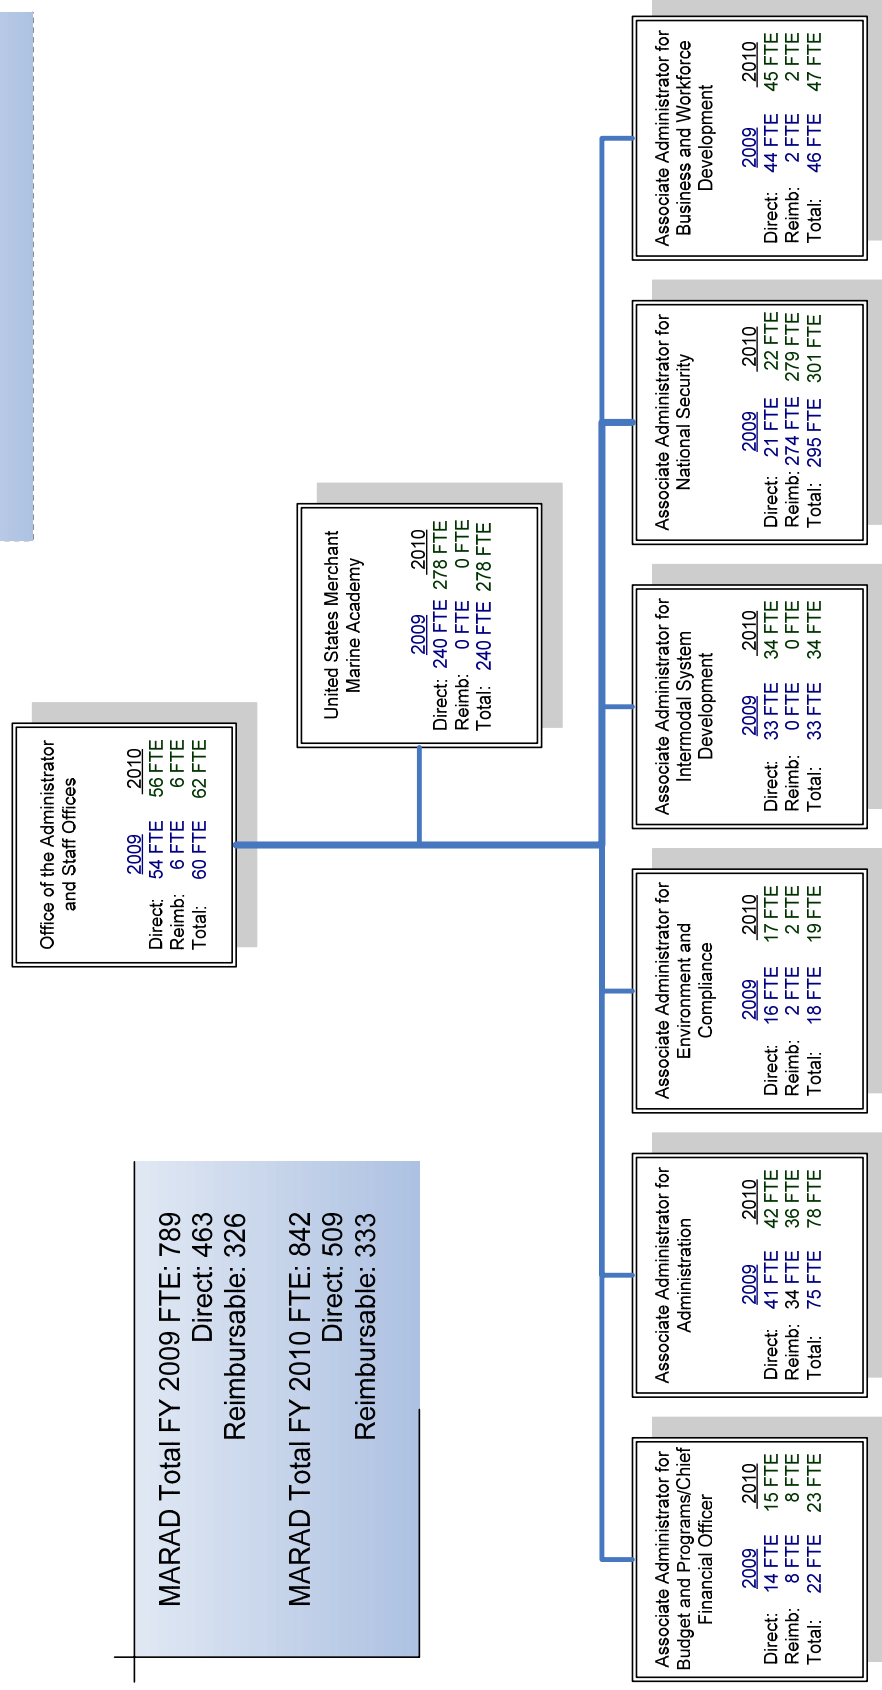 Office of the Administrator
and Staff Offices
2009 2010
Direct: 54 FTE 56 FTE
Reimb: 6 FTE 6 FTE
Total: 60 FTE 62 FTE
United States Merchant
Marine Academy
2009 2010
Direct: 240 FTE 278 FTE
Reimb: 0 FTE 0 FTE
Total: 240 FTE 278 FTE
MARAD Total FY 2009 FTE: 789
Direct: 463
Reimbursable: 326
MARAD Total FY 2010 FTE: 842
Direct: 509
Reimbursable: 333
Associate Administrator for
Budget and Programs/Chief
Financial Officer
2009 2010
Direct: 14 FTE 15 FTE
Reimb: 8 FTE 8 FTE
Total: 22 FTE 23 FTE
Associate Administrator for
Administration
2009 2010
Direct: 41 FTE 42 FTE
Reimb: 34 FTE 36 FTE
Total: 75 FTE 78 FTE
Associate Administrator for
Environment and
Compliance
2009 2010
Direct: 16 FTE 17 FTE
Reimb: 2 FTE 2 FTE
Total: 18 FTE 19 FTE
Associate Administrator for
Intermodal System
Development
2009 2010
Direct: 33 FTE 34 FTE
Reimb: 0 FTE 0 FTE
Total: 33 FTE 34 FTE
Associate Administrator for
National Security
2009 2010
Direct: 21 FTE 22 FTE
Reimb: 274 FTE 279 FTE
Total: 295 FTE 301 FTE
Associate Administrator for
Business and Workforce
Development
2009 2010
Direct: 44 FTE 45 FTE
Reimb: 2 FTE 2 FTE
Total: 46 FTE 47 FTE